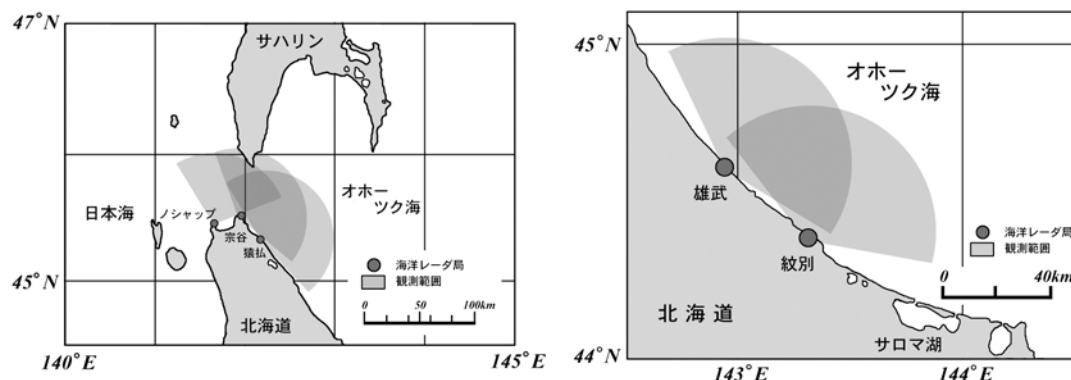 47°N
サハリン
オホー
ツク海
日本海
ノシャップ
宗谷
猿払
海洋レーダ局
観測範囲
0 50 100km
45°N
北海道
140°E
145°E
45°N
オホー
ツク海
雄武
紋別
海洋レーダ局
観測範囲
0 40km
北海道
サロマ湖
44°N
143°E
144°E